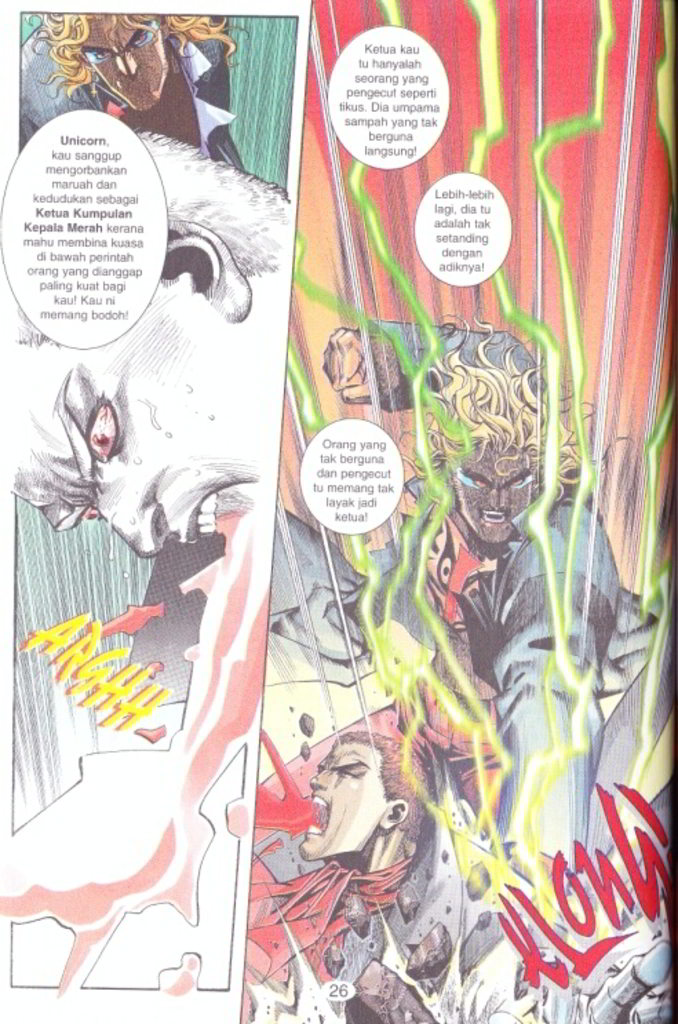 Unicorn,
kau sanggup
mengorbankan
maruah dan
kedudukan sebagai
Ketua Kumpulan
Kepala Merah kerana
mahu membina kuasa
di bawah perintah
orang yang dianggap
paling kuat bagi
kau! Kau ni
memang bodoh!
ARGHH
Ketua kau
tu hanyalah
seorang yang
pengecut seperti
tikus. Dia umpama
sampah yang tak
berguna
langsung!
Lebih-lebih
lagi, dia tu
adalah tak
setanding
dengan
adiknya!
Orang yang
tak berguna
dan pengecut
tu memang tak
layak jadi
ketua!
26